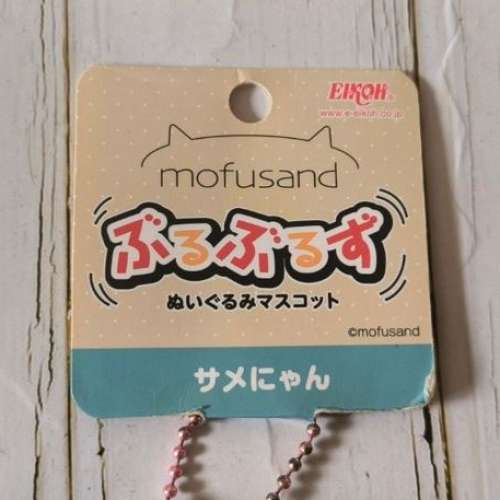 EIKOH
www.e-eikoh.co.jp
mofusand
ぶるぶるず
ぬいぐるみマスコット
©mofusand
サメにゃん